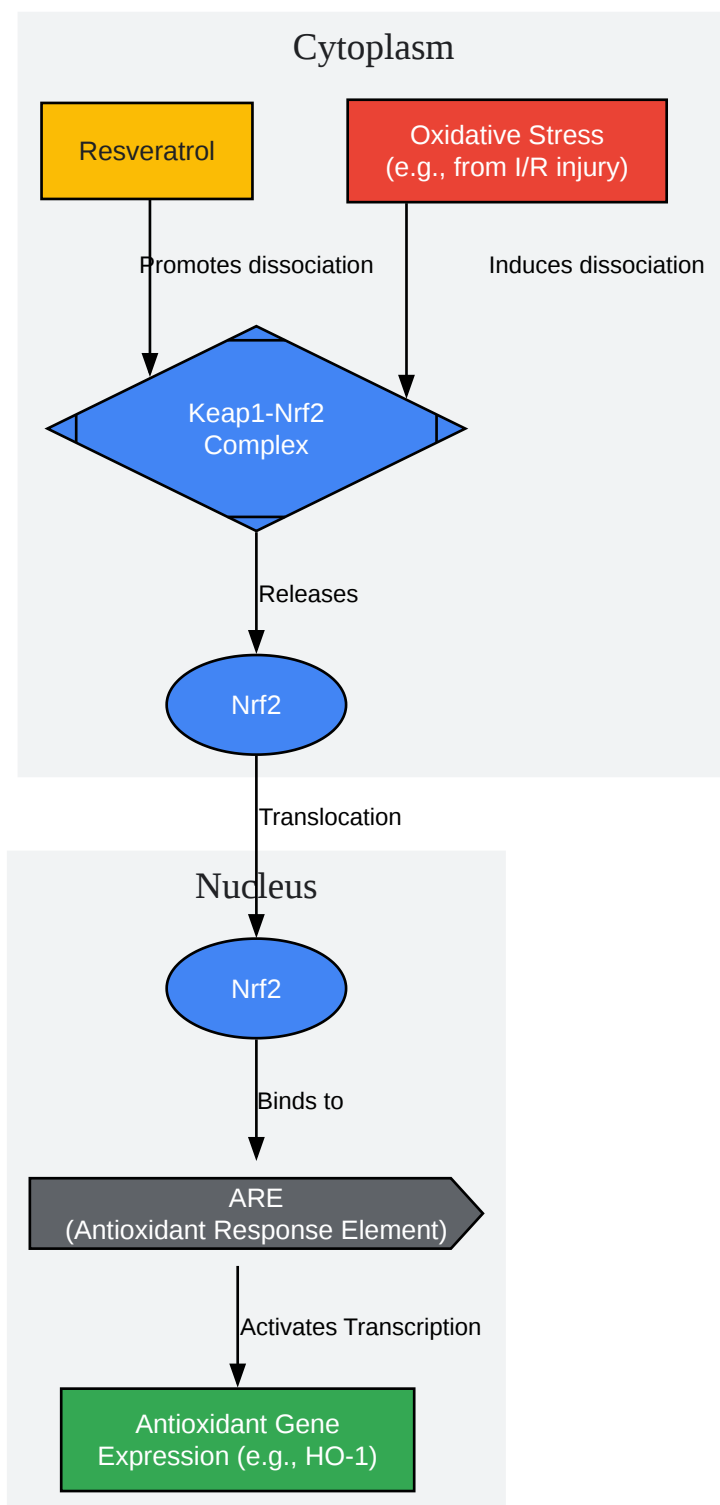 Cytoplasm
Resveratrol
Oxidative Stress
(e.g., from I/R injury)
Promotes dissociation
Induces dissociation
Keap1-Nrf2
Complex
Releases
Nrf2
Translocation
Nucleus
Nrf2
Binds to
ARE
(Antioxidant Response Element)
Activates Transcription
Antioxidant Gene
Expression (e.g., HO-1)